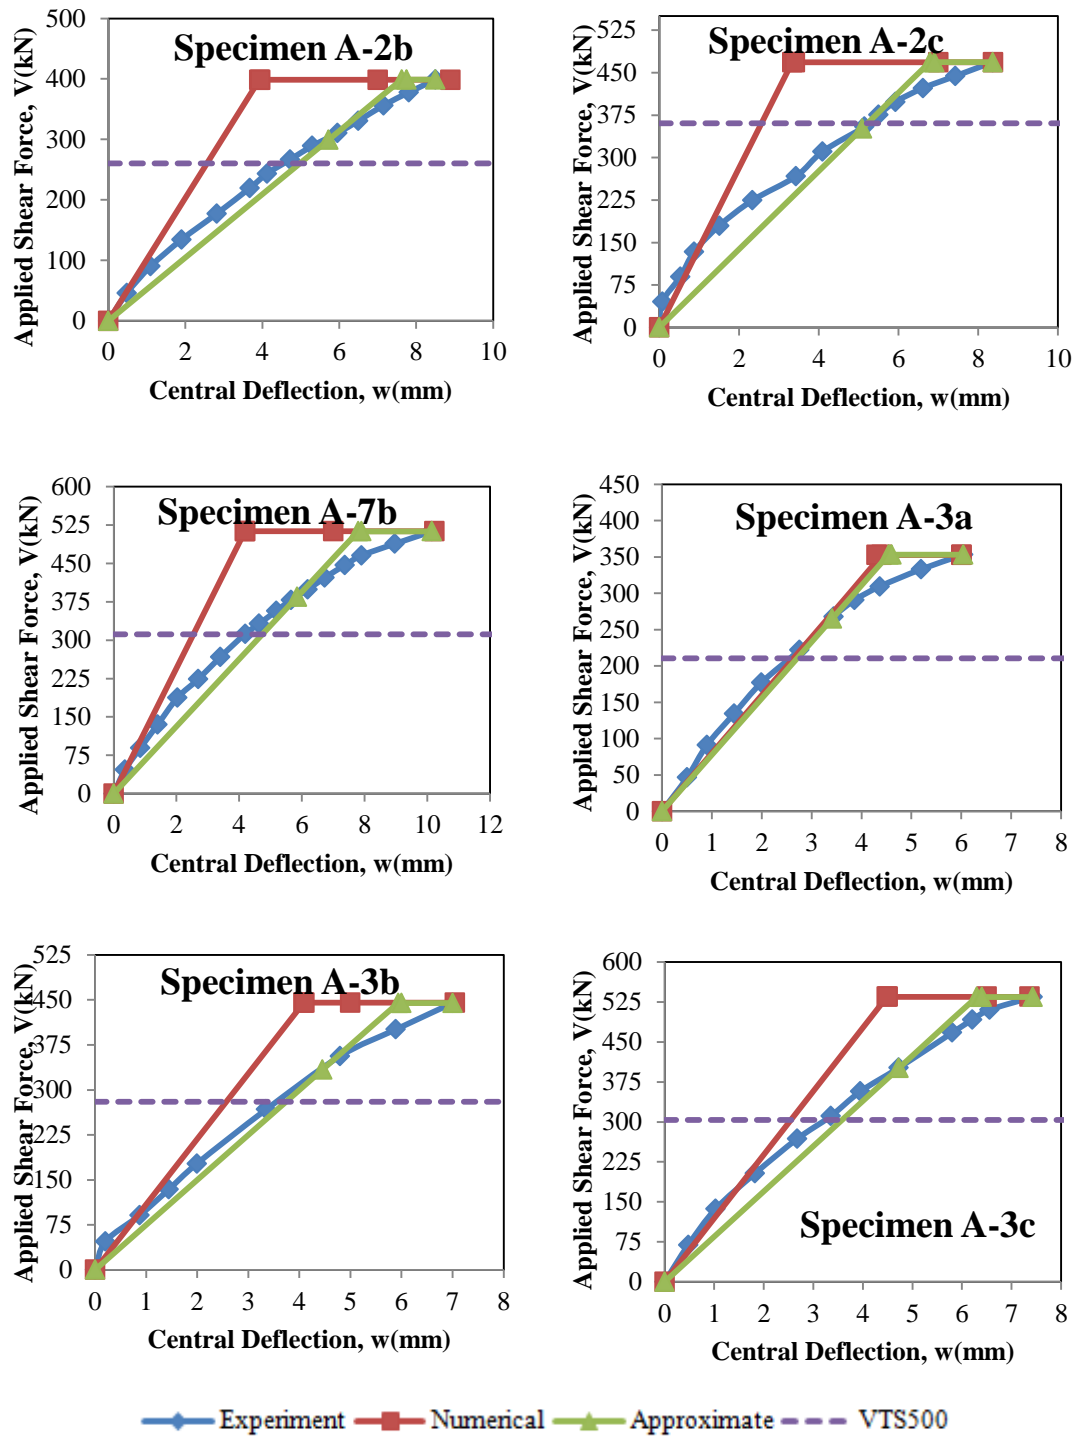 Specimen A-2b
Applied Shear Force, V(kN)
500
400
300
200
100
0
0 2 4 6 8 10
Central Deflection, w(mm)
Specimen A-2c
Applied Shear Force, V(kN)
525
450
375
300
225
150
75
0
0 2 4 6 8 10
Central Deflection, w(mm)
Specimen A-7b
Applied Shear Force, V(kN)
600
525
450
375
300
225
150
75
0
0 2 4 6 8 10 12
Central Deflection, w(mm)
Specimen A-3a
Applied Shear Force, V(kN)
450
400
350
300
250
200
150
100
50
0
0 1 2 3 4 5 6 7 8
Central Deflection, w(mm)
Specimen A-3b
Applied Shear Force, V(kN)
525
450
375
300
225
150
75
0
0 1 2 3 4 5 6 7 8
Central Deflection, w(mm)
Specimen A-3c
Applied Shear Force, V(kN)
600
525
450
375
300
225
150
75
0
0 1 2 3 4 5 6 7 8
Central Deflection, w(mm)
Experiment Numerical Approximate VTS500